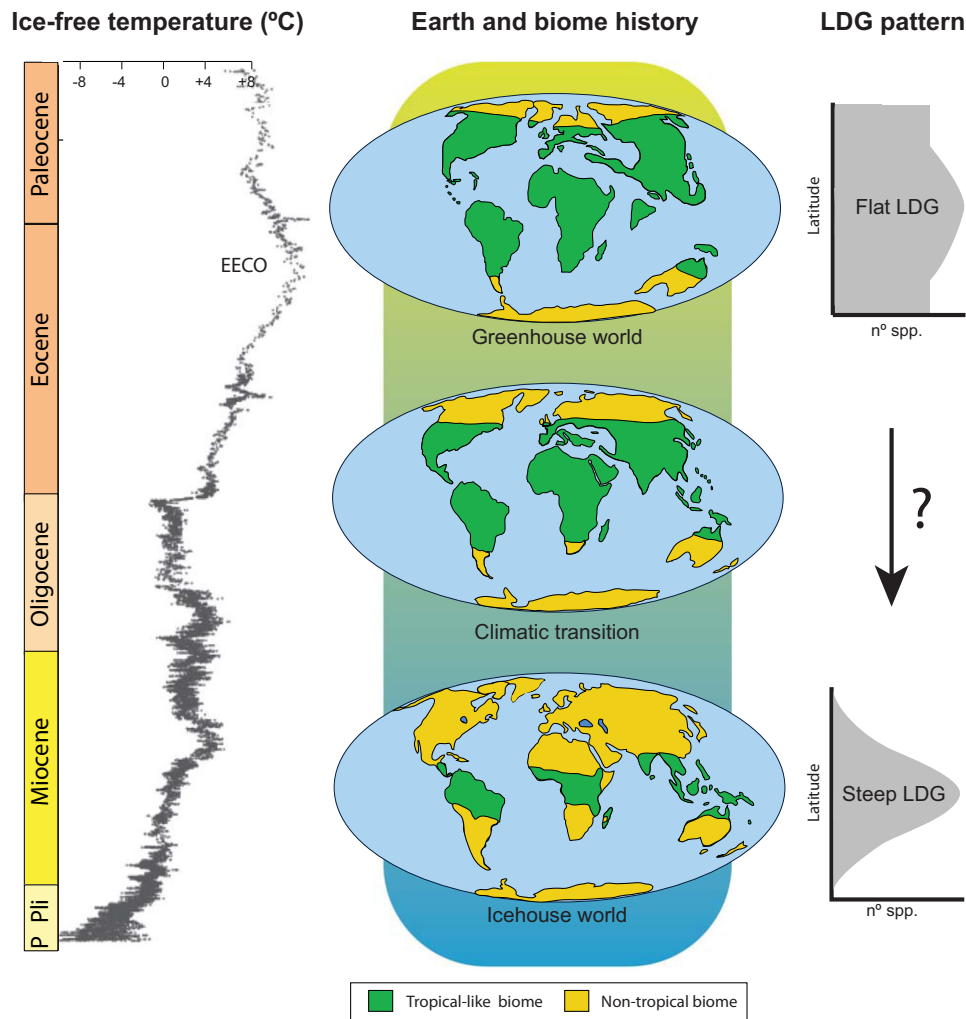 Ice-free temperature (ºC)
Earth and biome history
LDG pattern
-8 -4 0 +4 +8
Paleocene
Eocene
Oligocene
Miocene
Pli
P
EECO
Greenhouse world
Climatic transition
Icehouse world
Latitude
Flat LDG
nº spp.
?
Latitude
Steep LDG
nº spp.
Tropical-like biome
Non-tropical biome